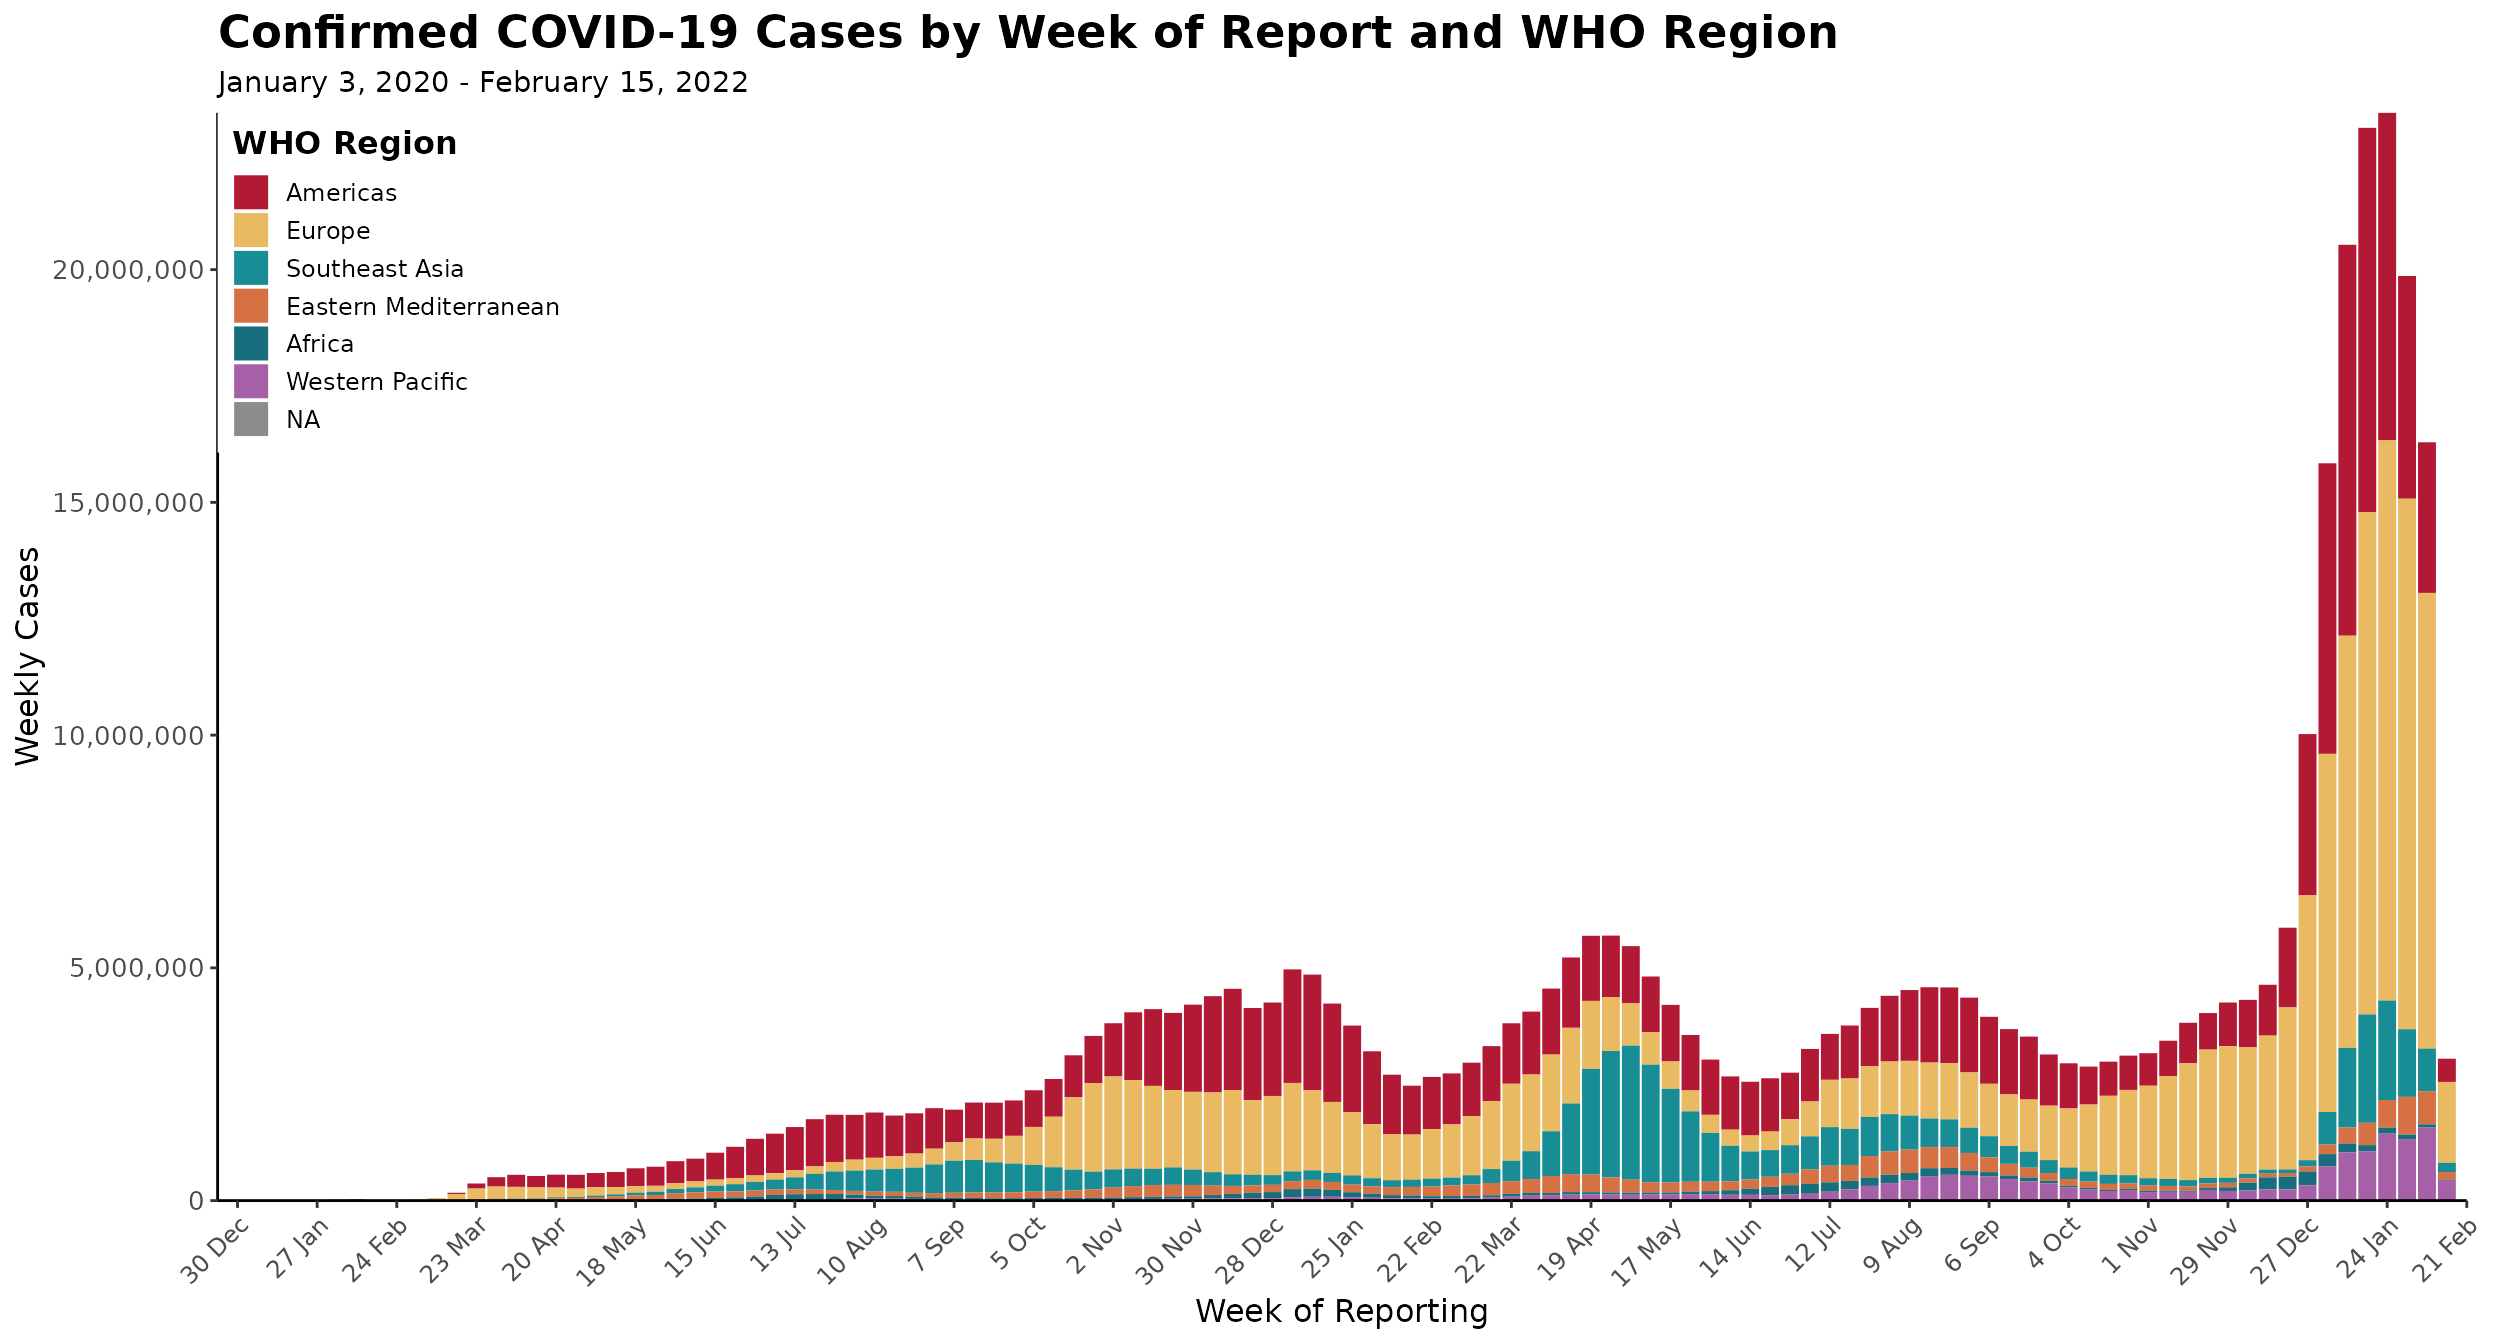 Confirmed COVID-19 Cases by Week of Report and WHO Region
January 3, 2020 - February 15, 2022
WHO Region
Americas
Europe
Southeast Asia
Eastern Mediterranean
Africa
Western Pacific
NA
Weekly Cases
20,000,000
15,000,000
10,000,000
5,000,000
0
30 Dec
27 Jan
24 Feb
23 Mar
20 Apr
18 May
15 Jun
13 Jul
10 Aug
7 Sep
5 Oct
2 Nov
30 Nov
28 Dec
25 Jan
22 Feb
22 Mar
19 Apr
17 May
14 Jun
12 Jul
9 Aug
6 Sep
4 Oct
1 Nov
29 Nov
27 Dec
24 Jan
21 Feb
Week of Reporting